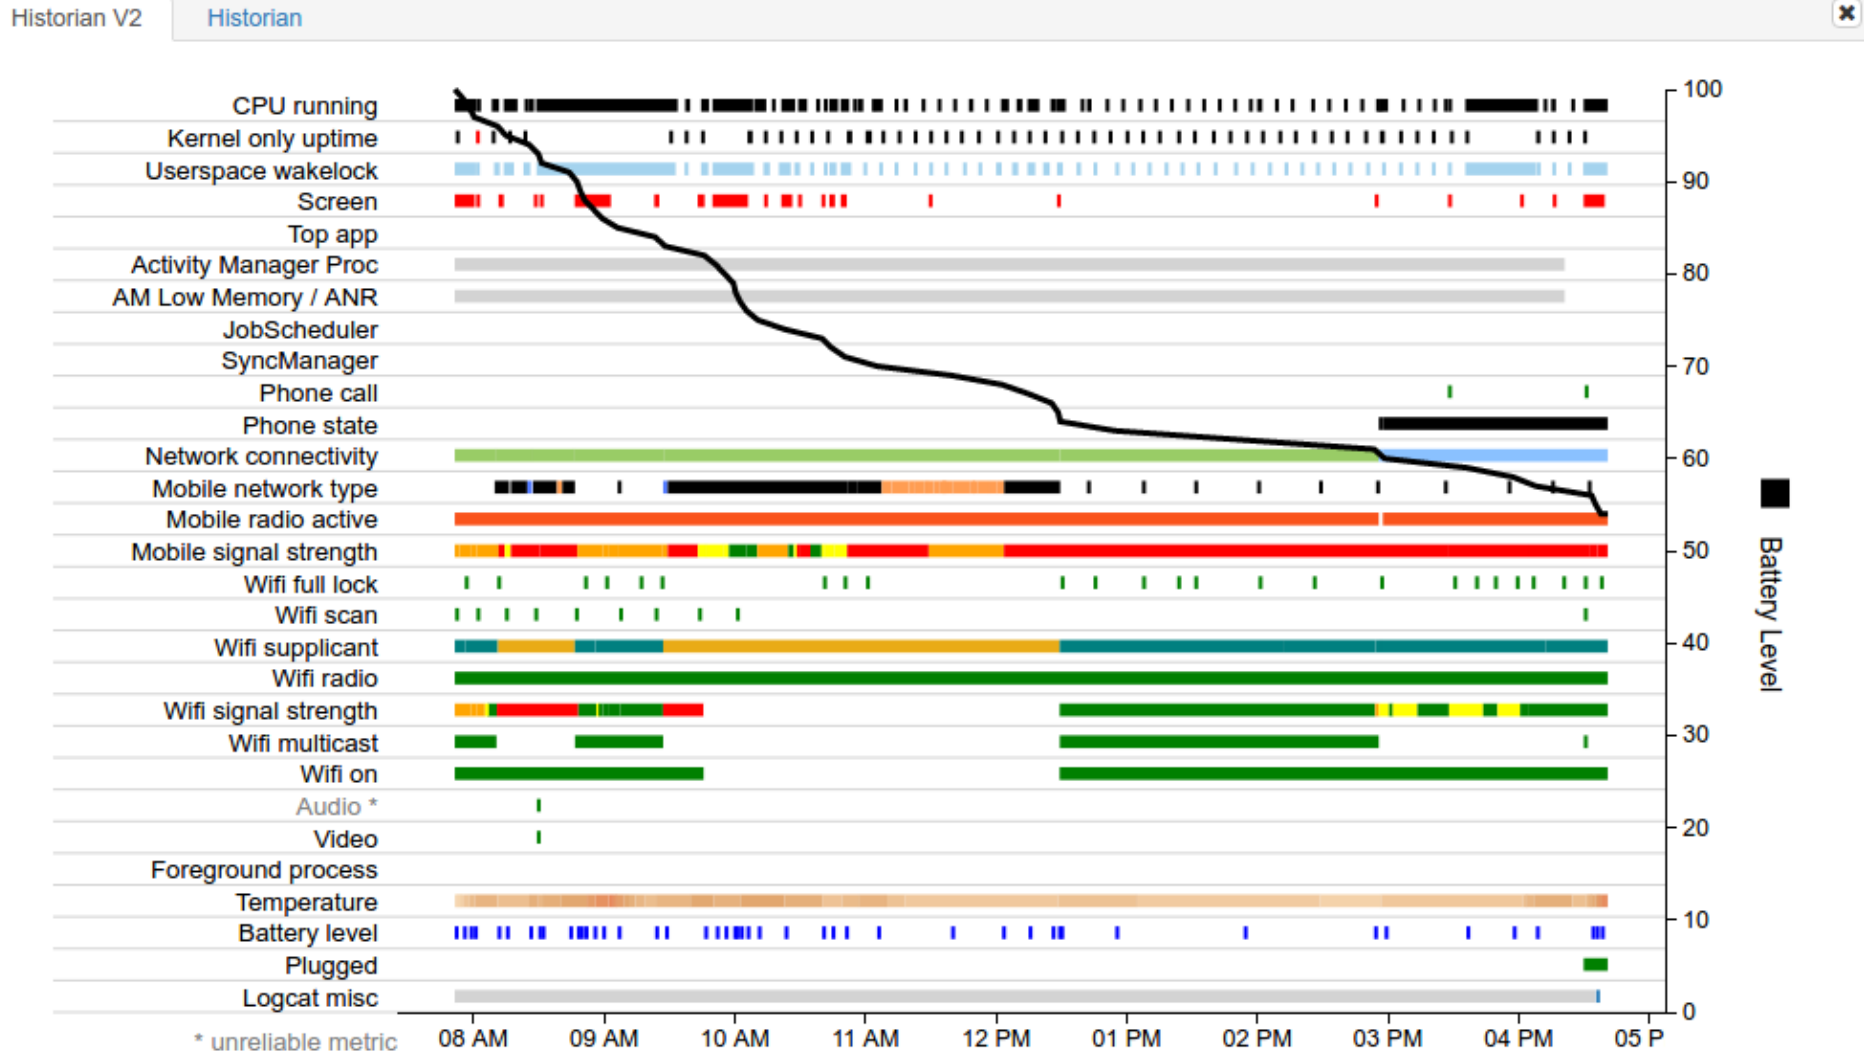 Historian V2
Historian
CPU running
Kernel only uptime
Userspace wakelock
Screen
Top app
Activity Manager Proc
AM Low Memory / ANR
JobScheduler
SyncManager
Phone call
Phone state
Network connectivity
Mobile network type
Mobile radio active
Mobile signal strength
Wifi full lock
Wifi scan
Wifi supplicant
Wifi radio
Wifi signal strength
Wifi multicast
Wifi on
Audio *
Video
Foreground process
Temperature
Battery level
Plugged
Logcat misc
* unreliable metric
08 AM 09 AM 10 AM 11 AM 12 PM 01 PM 02 PM 03 PM 04 PM 05 P
100
90
80
70
60
50
40
30
20
10
0
Battery Level